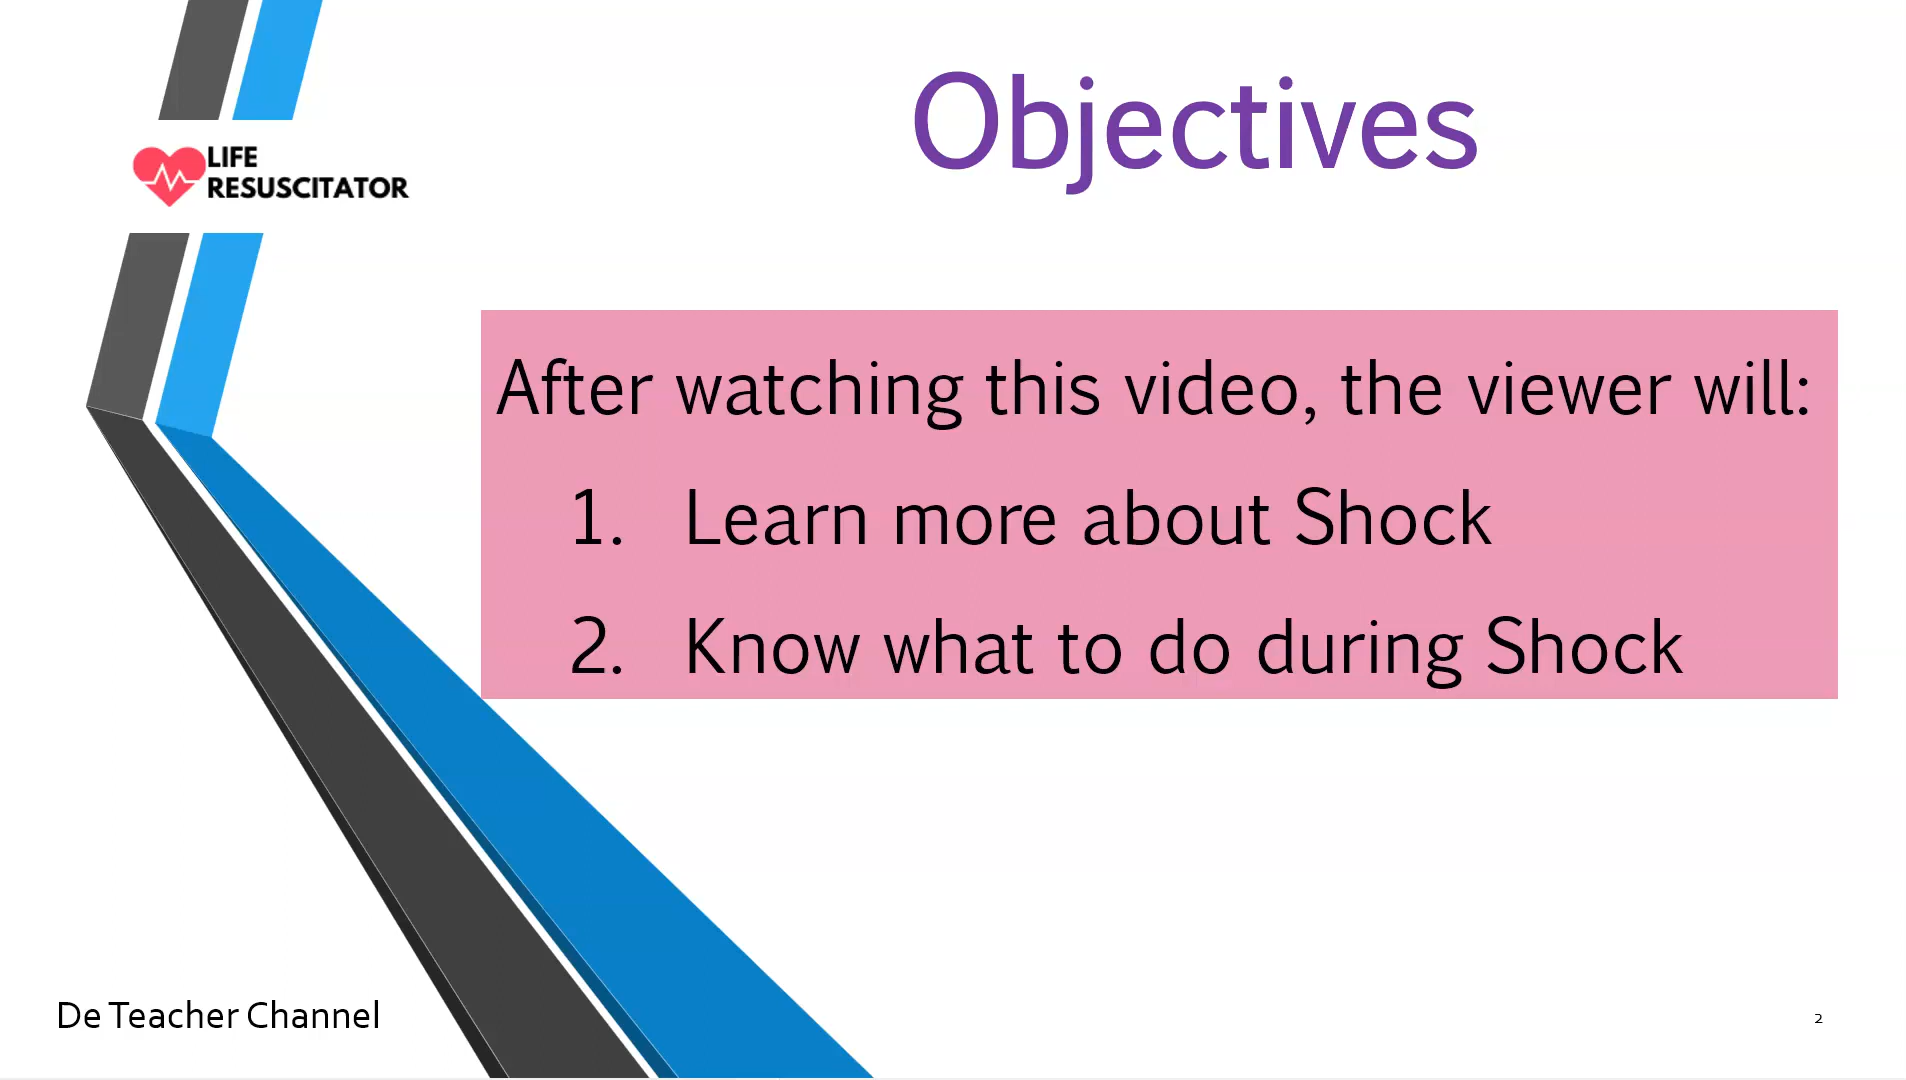 Objectives
LIFE
RESUSCITATOR
After watching this video, the viewer will:
1. Learn more about Shock
2. Know what to do during Shock
De Teacher Channel
2